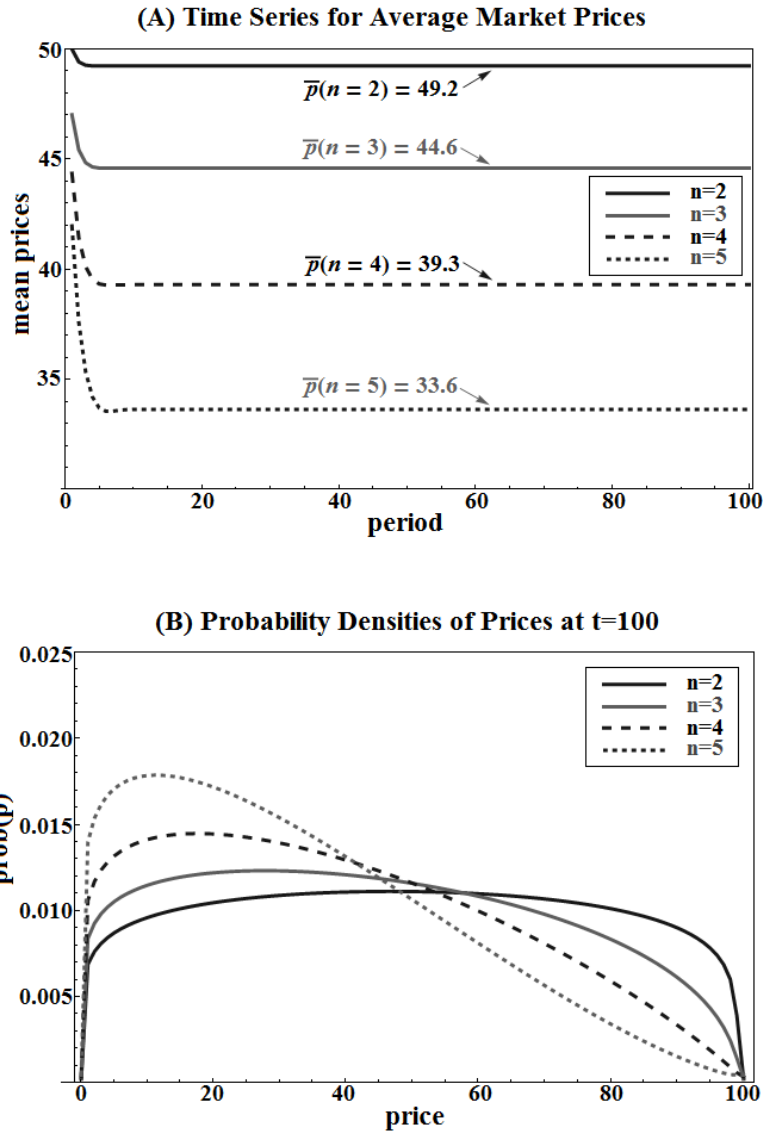 (A) Time Series for Average Market Prices
50
45
40
35
mean prices
p̅(n = 2) = 49.2
p̅(n = 3) = 44.6
p̅(n = 4) = 39.3
p̅(n = 5) = 33.6
n=2
n=3
n=4
n=5
0 20 40 60 80 100
period
(B) Probability Densities of Prices at t=100
0.025
0.020
0.015
0.010
0.005
prob(p)
n=2
n=3
n=4
n=5
0 20 40 60 80 100
price